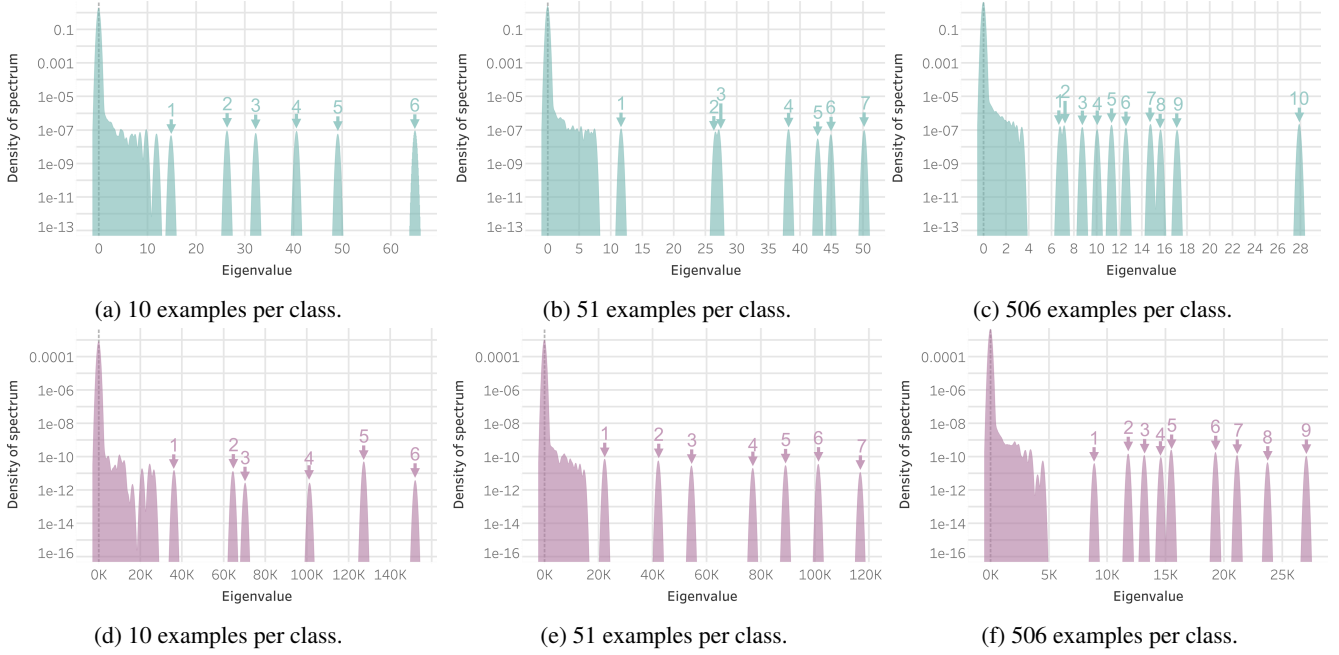 Density of spectrum
0.1
0.001
1e-05
1e-07
1e-09
1e-11
1e-13
1 2 3 4 5 6
0 10 20 30 40 50 60
Eigenvalue
Density of spectrum
0.1
0.001
1e-05
1e-07
1e-09
1e-11
1e-13
1 2 3 4 5 6 7
0 5 10 15 20 25 30 35 40 45 50
Eigenvalue
Density of spectrum
0.1
0.001
1e-05
1e-07
1e-09
1e-11
1e-13
1 2 3 4 5 6 7 8 9 10
0 2 4 6 8 10 12 14 16 18 20 22 24 26 28
Eigenvalue
(a) 10 examples per class.
(b) 51 examples per class.
(c) 506 examples per class.
Density of spectrum
0.0001
1e-06
1e-08
1e-10
1e-12
1e-14
1e-16
1 2 3 4 5 6
0K 20K 40K 60K 80K 100K 120K 140K
Eigenvalue
Density of spectrum
0.0001
1e-06
1e-08
1e-10
1e-12
1e-14
1e-16
1 2 3 4 5 6 7
0K 20K 40K 60K 80K 100K 120K
Eigenvalue
Density of spectrum
0.0001
1e-06
1e-08
1e-10
1e-12
1e-14
1e-16
1 2 3 4 5 6 7 8 9
0K 5K 10K 15K 20K 25K
Eigenvalue
(d) 10 examples per class.
(e) 51 examples per class.
(f) 506 examples per class.